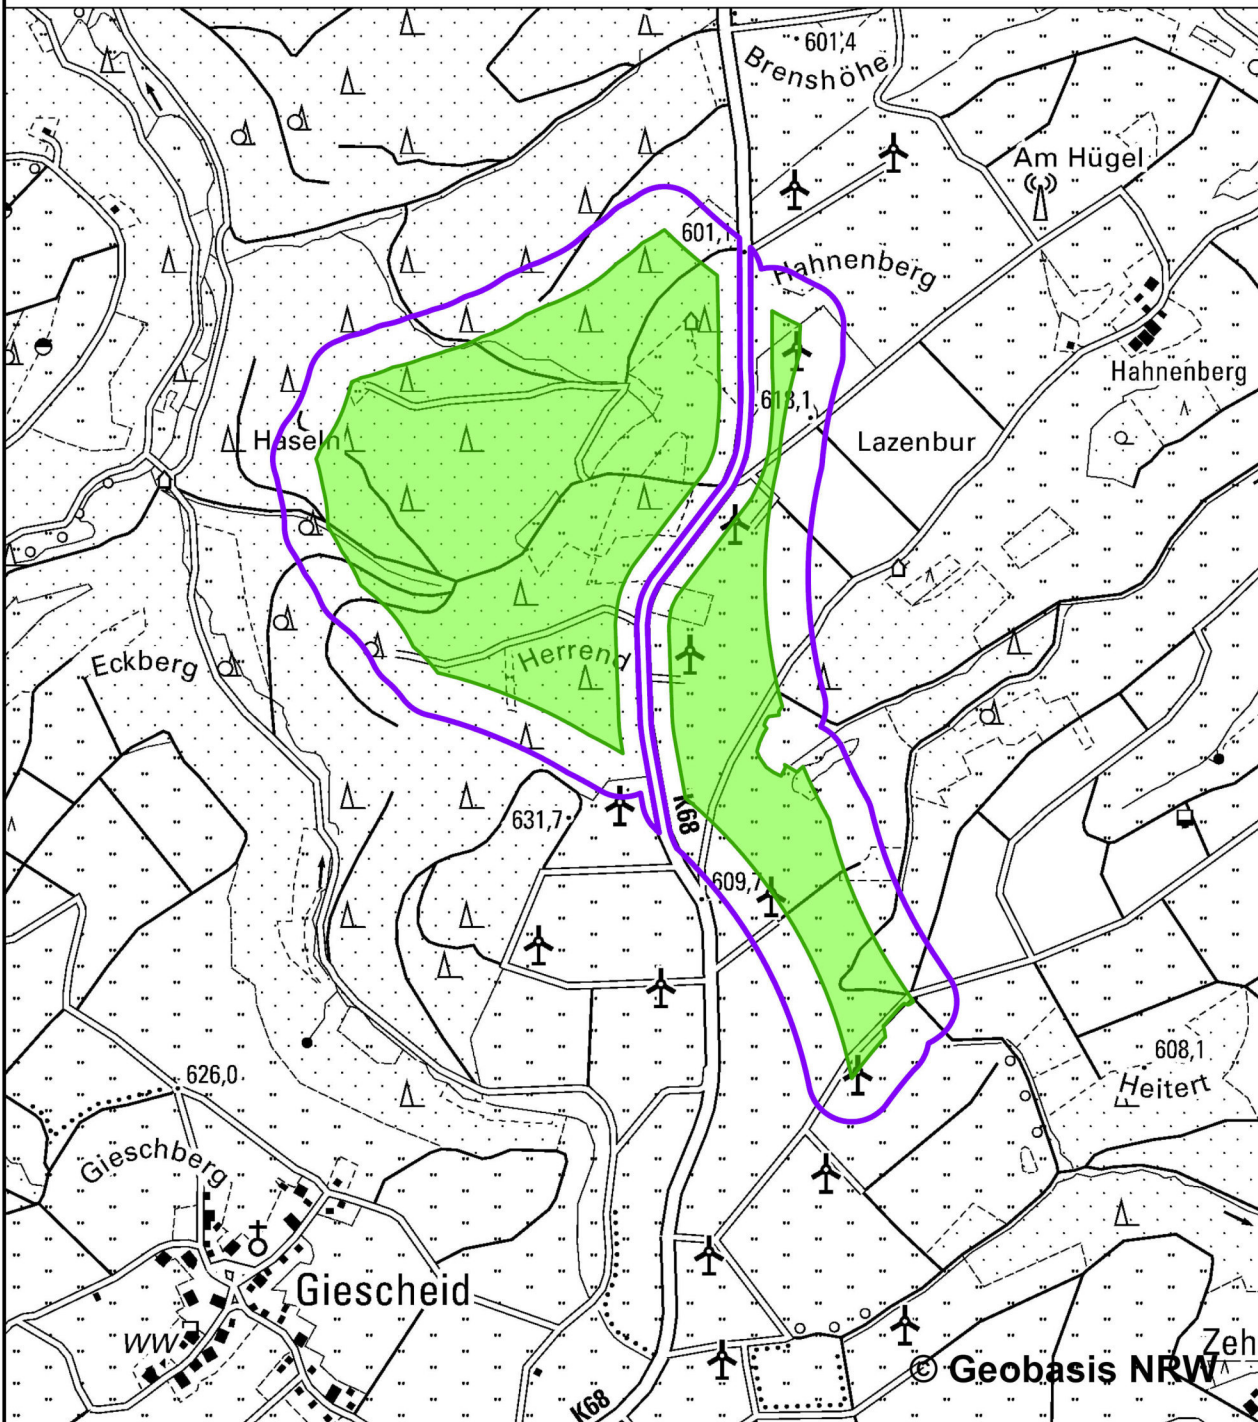 601,4
Brenshöhe
Am Hügel
601,1
Hahnenberg
Hahnenberg
618,1
Haseln
Lazenbur
Herrend
Eckberg
K68
631,7
609,7
608,1
Heitert
626,0
Gieschberg
Giescheid
WW
Zeh
© Geobasis NRW
K68